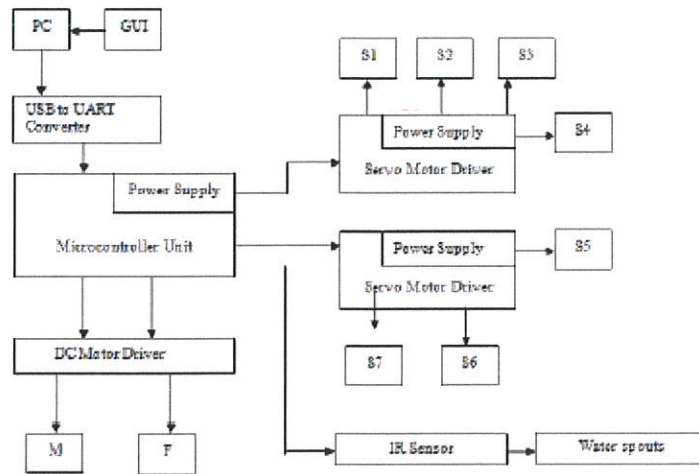 PC
GUI
S1
S2
S3
USB to UART
Converter
Power Supply
S4
Servo Motor Driver
Power Supply
Microcontroller Unit
Power Supply
S5
Servo Motor Driver
DC Motor Driver
S7
S6
M
F
IR Sensor
Water spouts